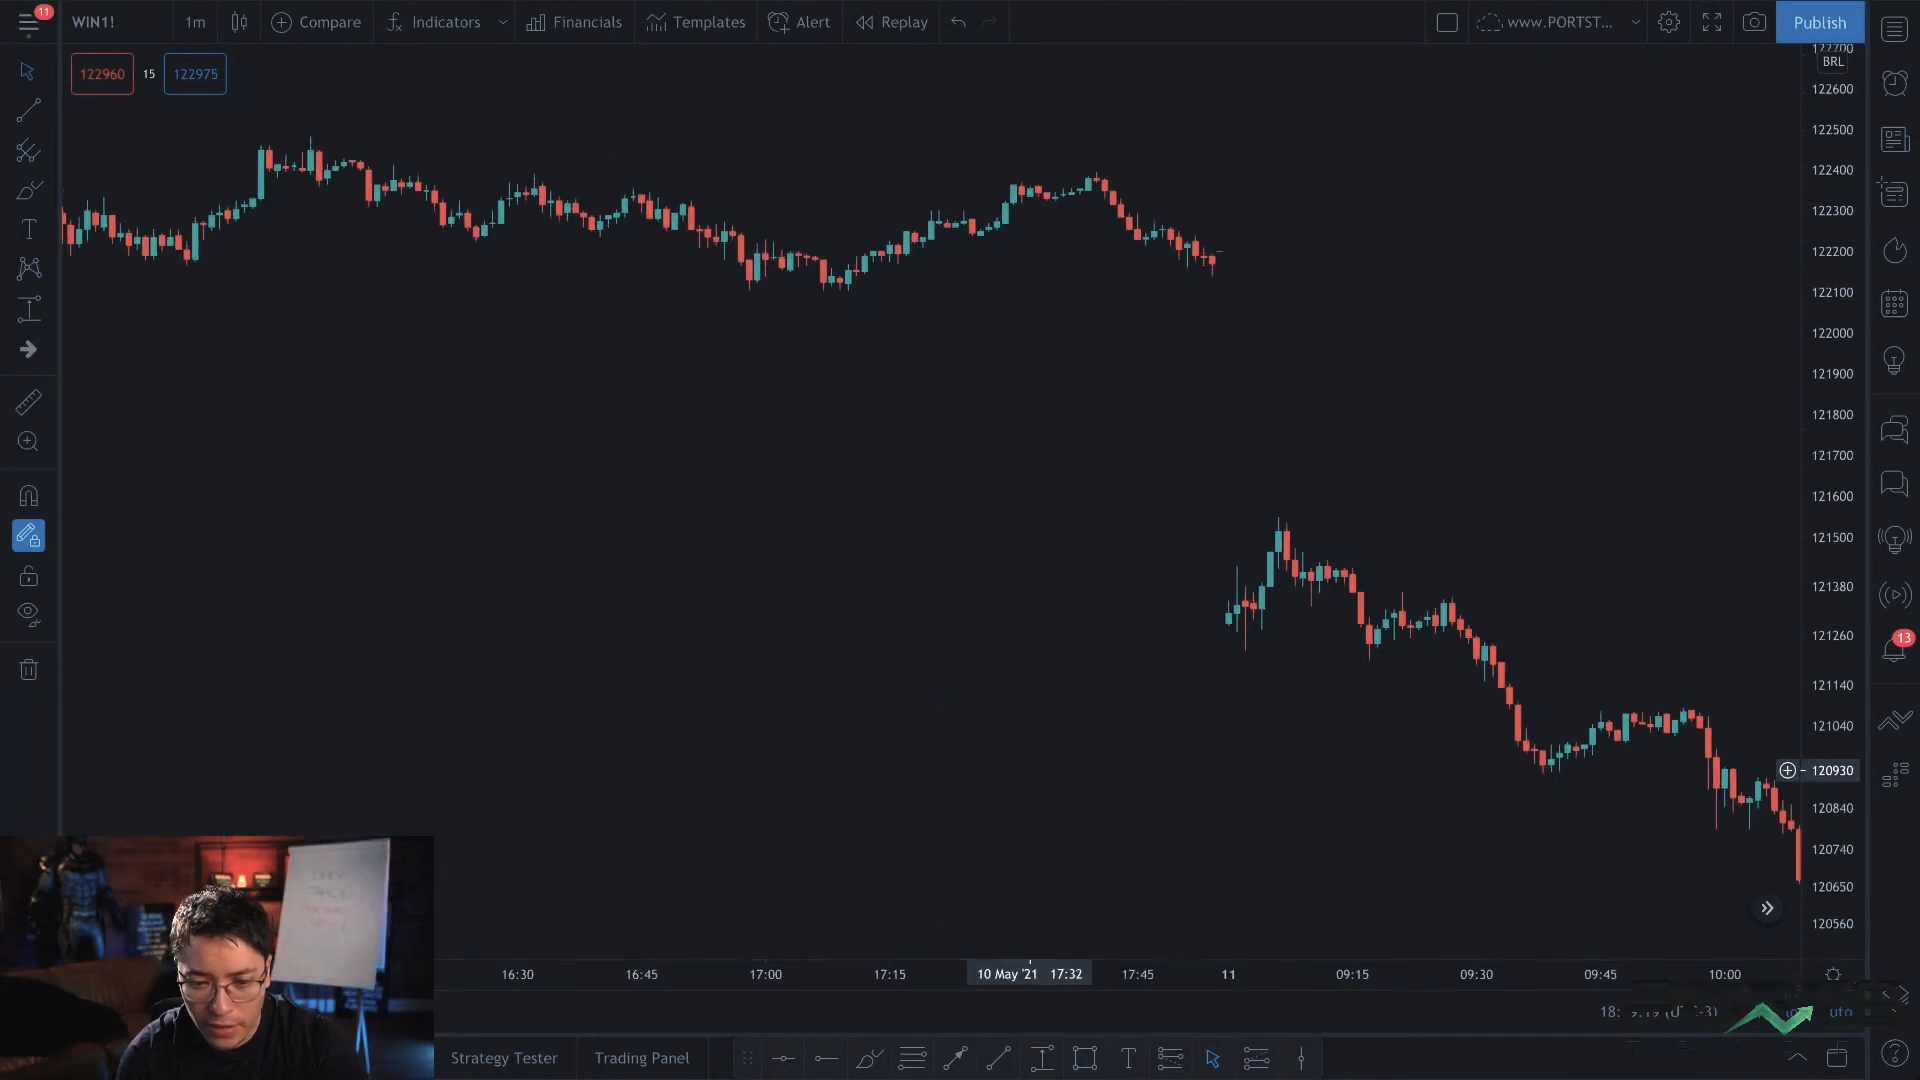 11
WIN1!
1m
Compare
Indicators
Financials
Templates
Alert
Replay
www.PORTST...
Publish
122960
15
122975
122700
BRL
122600
122500
122400
122300
122200
122100
122000
121900
121800
121700
121600
121500
121380
121260
121140
121040
120930
120840
120740
120650
120560
13
16:30
16:45
17:00
17:15
10 May '21 17:32
17:45
11
09:15
09:30
09:45
10:00
Strategy Tester
Trading Panel